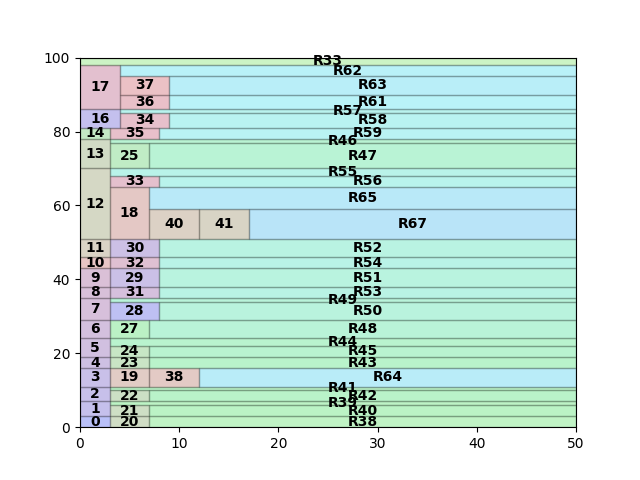 100
R33
R62
17 37 R63
36 R61
R57
16 34 R58
80 14 35 R59
R46
13 25 R47
R55
33 R56
R65
60 12 18
40 41 R67
11 30 R52
10 32 R54
40 9 29 R51
8 31 R53
R49
7 28 R50
6 27 R48
R44
20 5 24 R45
4 23 R43
3 19 38 R64
R41
2 22 R42
R39
1 21 R40
0 0 20 R38
0 10 20 30 40 50